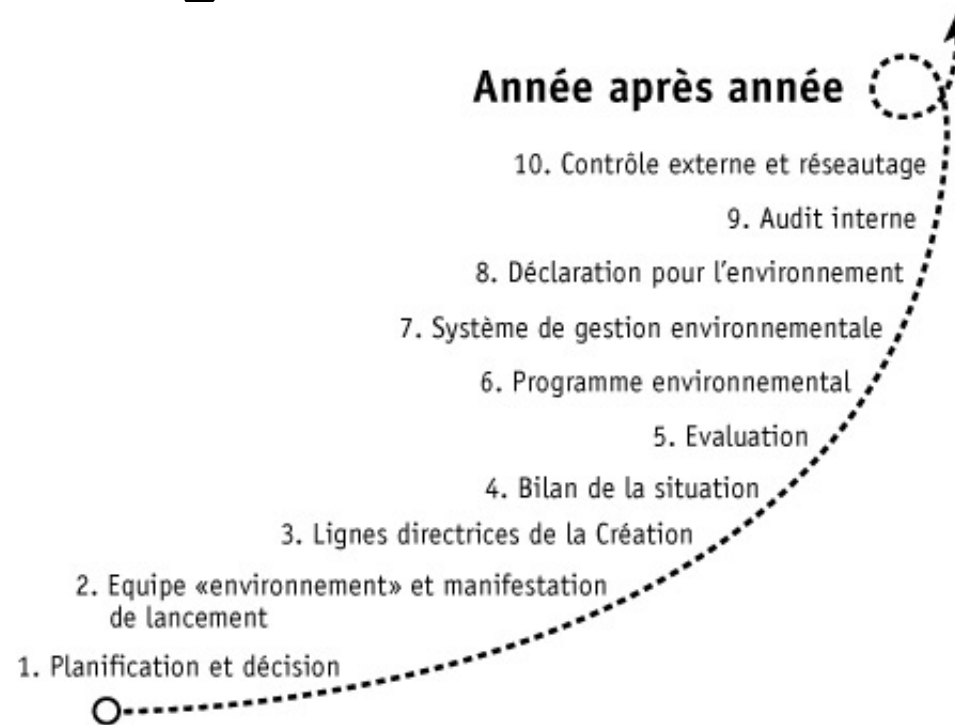 Année après année
10. Contrôle externe et réseautage
9. Audit interne
8. Déclaration pour l'environnement
7. Système de gestion environnementale
6. Programme environnemental
5. Evaluation
4. Bilan de la situation
3. Lignes directrices de la Création
2. Equipe «environnement» et manifestation
de lancement
1. Planification et décision